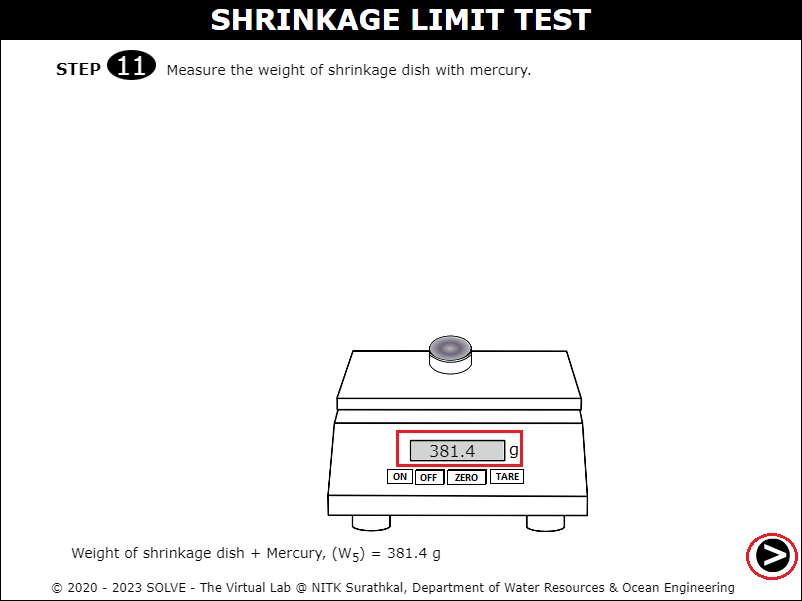 SHRINKAGE LIMIT TEST
STEP 11 Measure the weight of shrinkage dish with mercury.
381.4 g
ON OFF ZERO TARE
Weight of shrinkage dish + Mercury, (W5) = 381.4 g
>
© 2020 - 2023 SOLVE - The Virtual Lab @ NITK Surathkal, Department of Water Resources & Ocean Engineering